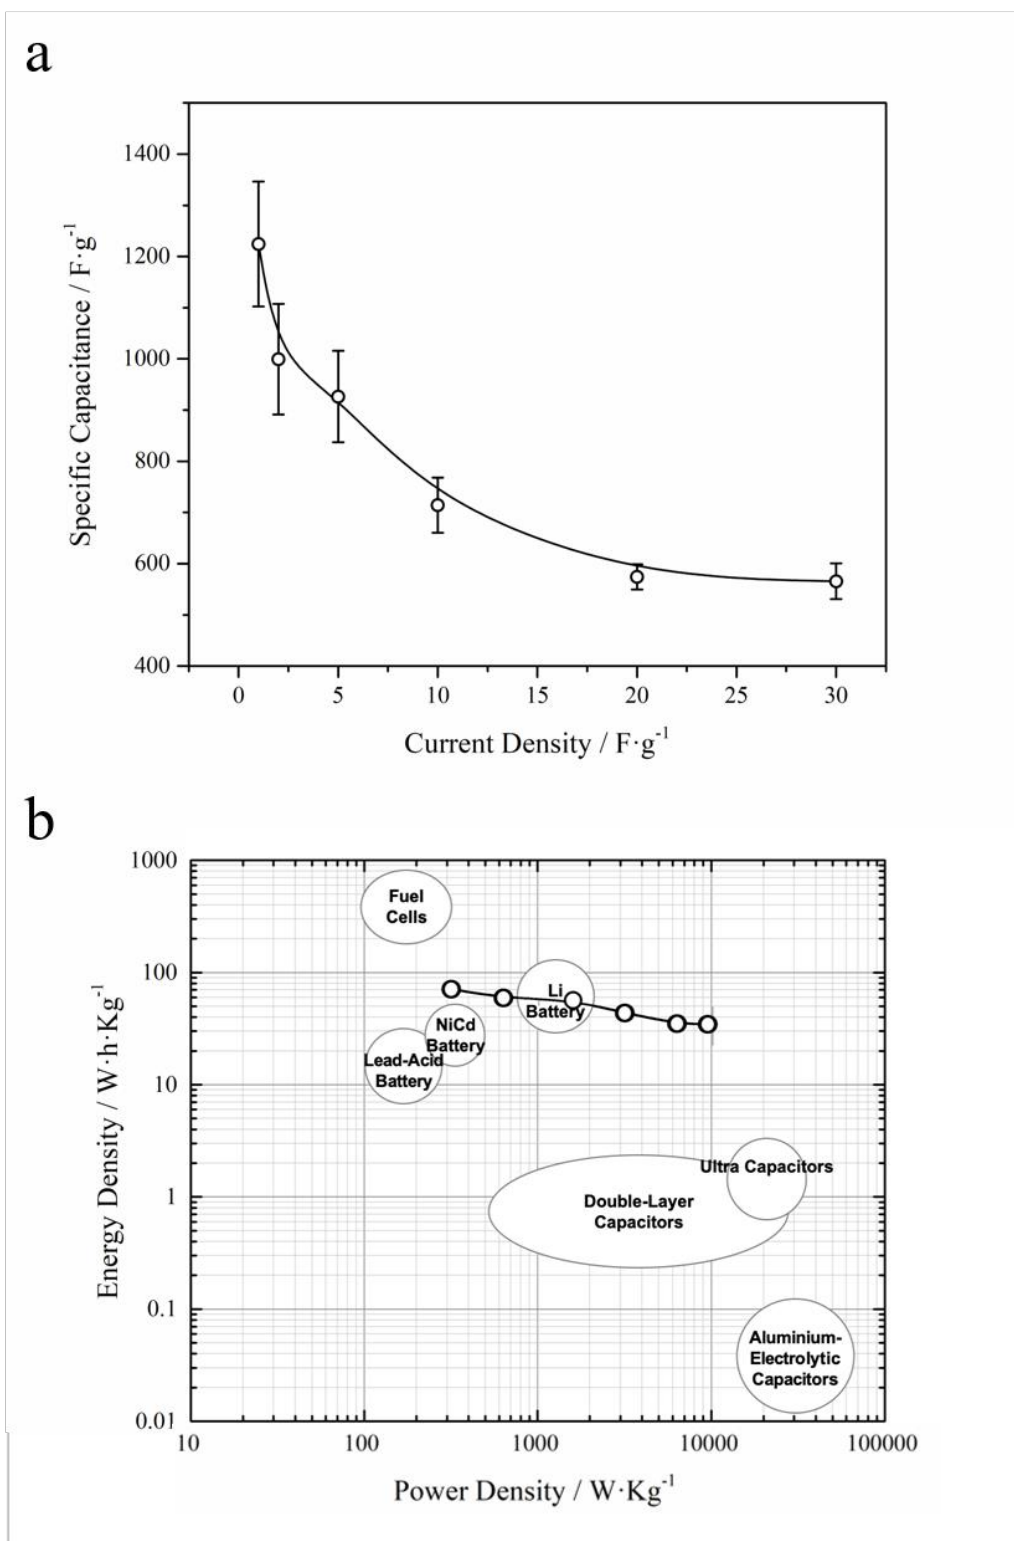 a
1400
1200
1000
800
600
400
Specific Capacitance / F·g⁻¹
0 5 10 15 20 25 30
Current Density / F·g⁻¹
b
1000
100
10
1
0.1
0.01
Energy Density / W·h·Kg⁻¹
Fuel
Cells
Li
Battery
NiCd
Battery
Lead-Acid
Battery
Ultra Capacitors
Double-Layer
Capacitors
Aluminium-
Electrolytic
Capacitors
10 100 1000 10000 100000
Power Density / W·Kg⁻¹